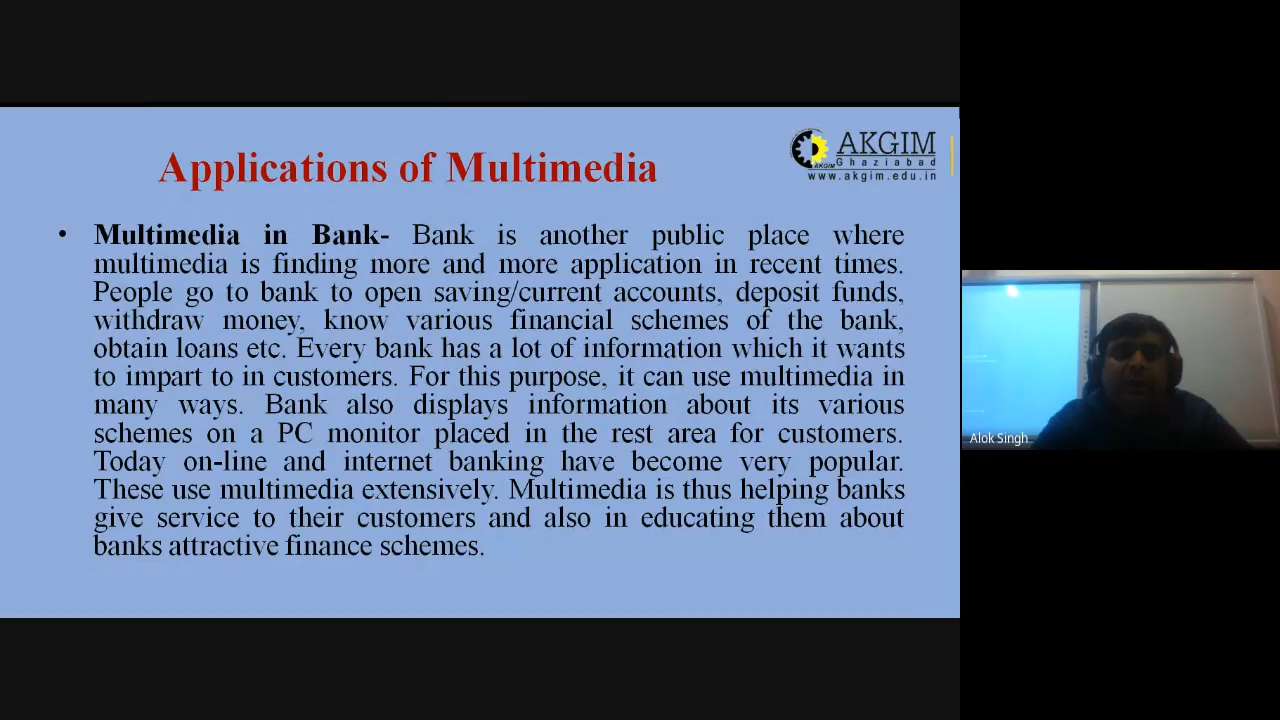 Applications of Multimedia
AKGIM
Ghaziabad
AKGIM
www.akgim.edu.in
• Multimedia in Bank- Bank is another public place where
multimedia is finding more and more application in recent times.
People go to bank to open saving/current accounts, deposit funds,
withdraw money, know various financial schemes of the bank,
obtain loans etc. Every bank has a lot of information which it wants
to impart to in customers. For this purpose, it can use multimedia in
many ways. Bank also displays information about its various
schemes on a PC monitor placed in the rest area for customers.
Today on-line and internet banking have become very popular.
These use multimedia extensively. Multimedia is thus helping banks
give service to their customers and also in educating them about
banks attractive finance schemes.
Alok Singh